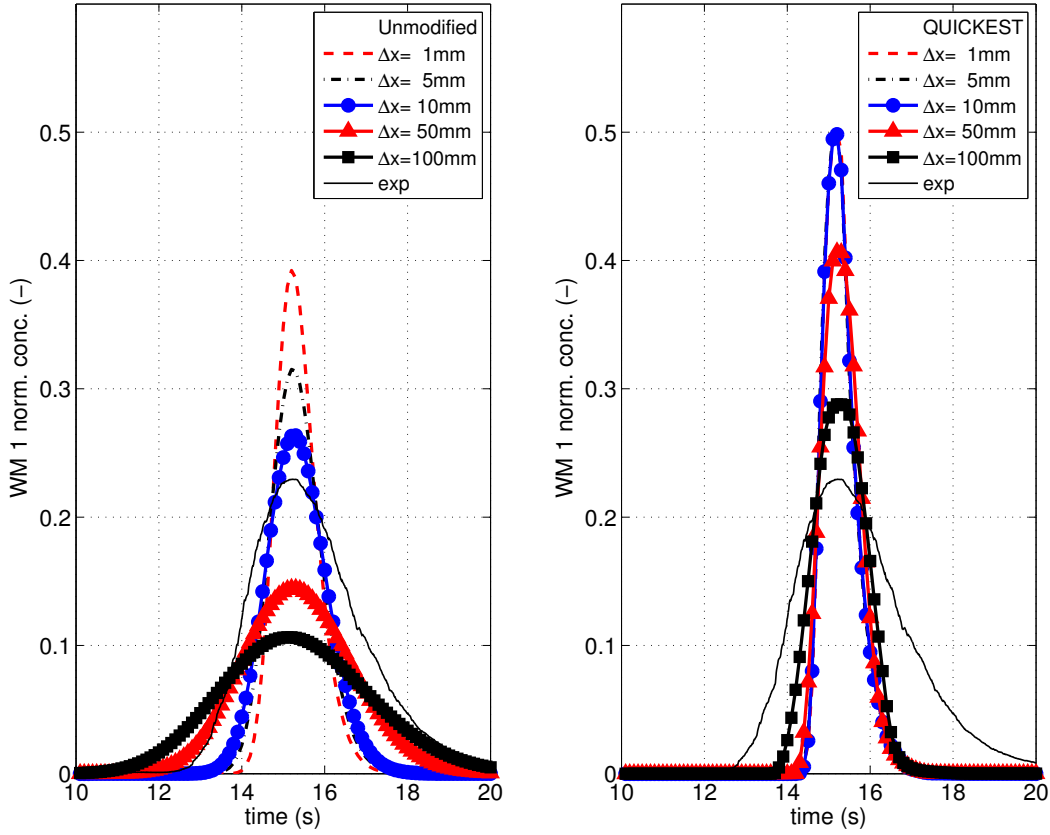 Unmodified
Δx= 1mm
Δx= 5mm
Δx= 10mm
Δx= 50mm
Δx=100mm
exp
0.5
0.4
0.3
0.2
0.1
0
WM 1 norm. conc. (−)
10 12 14 16 18 20
time (s)
QUICKEST
Δx= 1mm
Δx= 5mm
Δx= 10mm
Δx= 50mm
Δx=100mm
exp
0.5
0.4
0.3
0.2
0.1
0
WM 1 norm. conc. (−)
10 12 14 16 18 20
time (s)